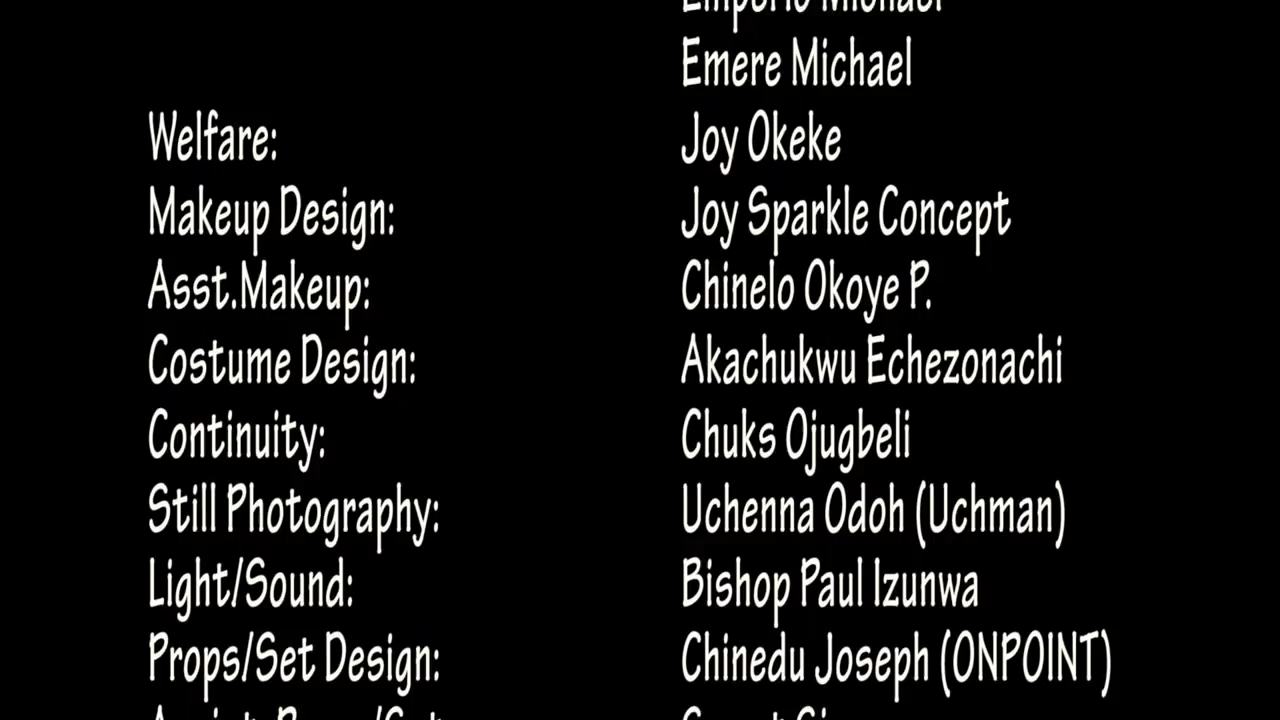 Emere Michael
Welfare: Joy Okeke
Makeup Design: Joy Sparkle Concept
Asst.Makeup: Chinelo Okoye P.
Costume Design: Akachukwu Echezonachi
Continuity: Chuks Ojugbeli
Still Photography: Uchenna Odoh (Uchman)
Light/Sound: Bishop Paul Izunwa
Props/Set Design: Chinedu Joseph (ONPOINT)